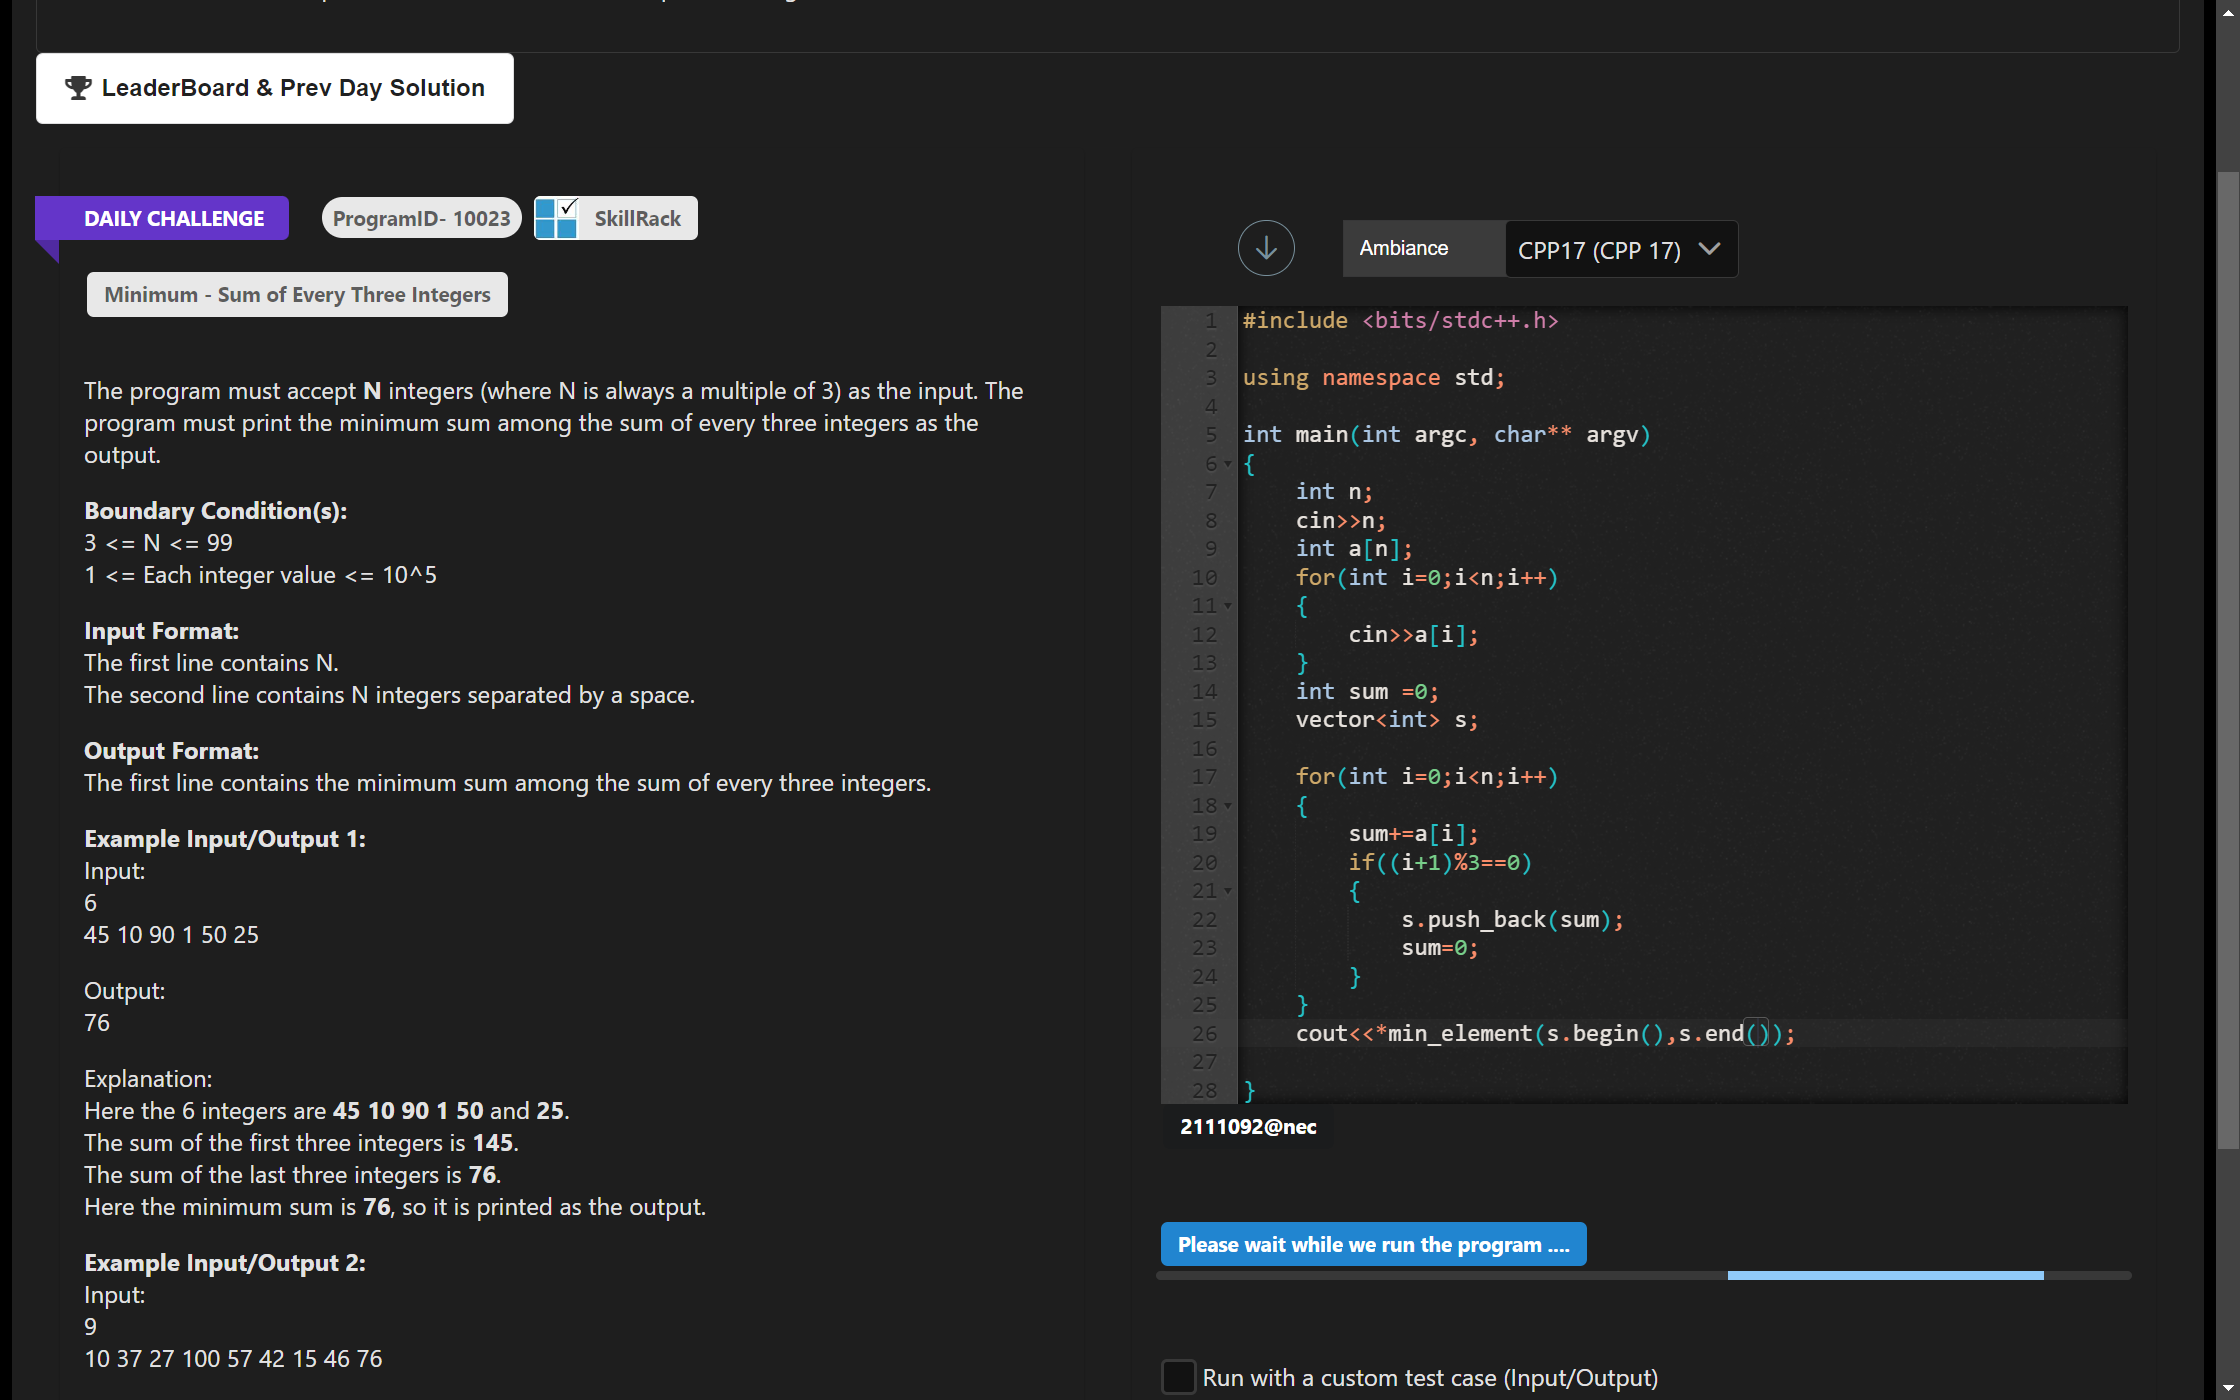 LeaderBoard & Prev Day Solution
DAILY CHALLENGE
ProgramID- 10023
SkillRack
Minimum - Sum of Every Three Integers
The program must accept N integers (where N is always a multiple of 3) as the input. The
program must print the minimum sum among the sum of every three integers as the
output.
Boundary Condition(s):
3 <= N <= 99
1 <= Each integer value <= 10^5
Input Format:
The first line contains N.
The second line contains N integers separated by a space.
Output Format:
The first line contains the minimum sum among the sum of every three integers.
Example Input/Output 1:
Input:
6
45 10 90 1 50 25
Output:
76
Explanation:
Here the 6 integers are 45 10 90 1 50 and 25.
The sum of the first three integers is 145.
The sum of the last three integers is 76.
Here the minimum sum is 76, so it is printed as the output.
Example Input/Output 2:
Input:
9
10 37 27 100 57 42 15 46 76
Ambiance
CPP17 (CPP 17)
1 #include <bits/stdc++.h>
2
3 using namespace std;
4
5 int main(int argc, char** argv)
6 {
7     int n;
8     cin>>n;
9     int a[n];
10     for(int i=0;i<n;i++)
11     {
12         cin>>a[i];
13     }
14     int sum =0;
15     vector<int> s;
16
17     for(int i=0;i<n;i++)
18     {
19         sum+=a[i];
20         if((i+1)%3==0)
21         {
22             s.push_back(sum);
23             sum=0;
24         }
25     }
26     cout<<*min_element(s.begin(),s.end());
27
28 }
2111092@nec
Please wait while we run the program ....
Run with a custom test case (Input/Output)